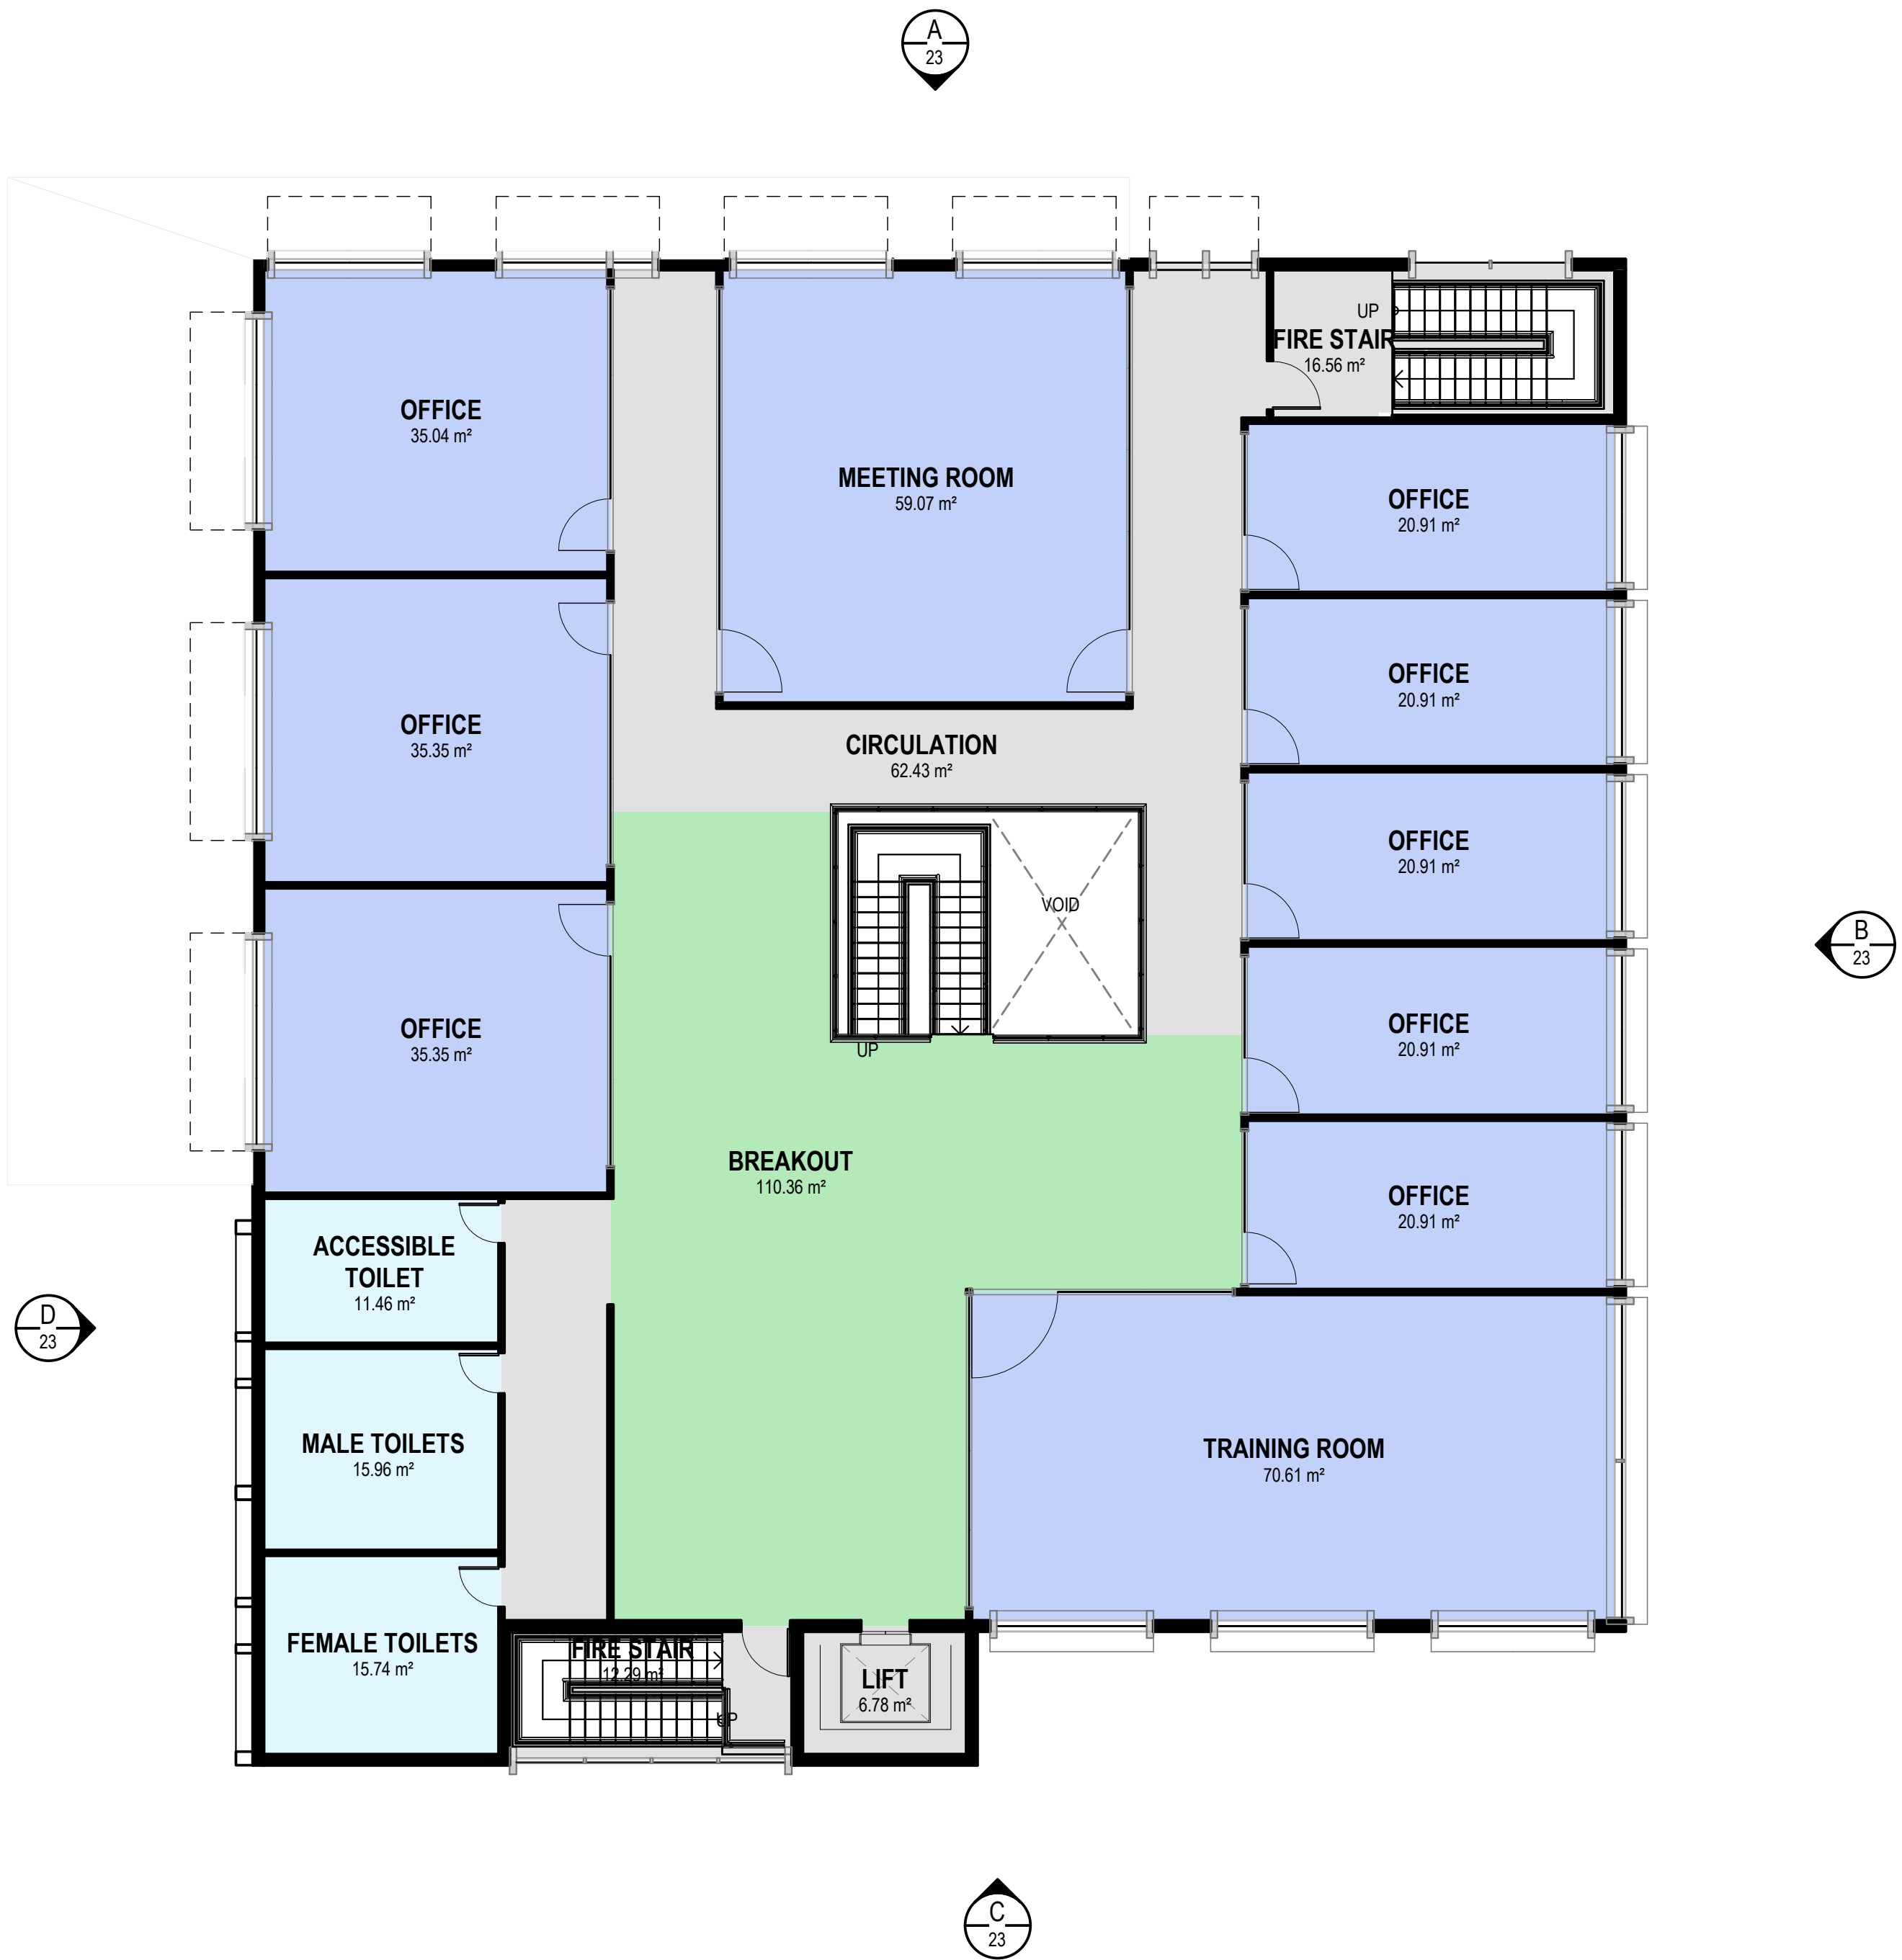 A
23
UP
FIRE STAIR
16.56 m²
OFFICE
35.04 m²
MEETING ROOM
59.07 m²
OFFICE
20.91 m²
OFFICE
20.91 m²
OFFICE
35.35 m²
CIRCULATION
62.43 m²
OFFICE
20.91 m²
VOID
B
23
OFFICE
35.35 m²
UP
OFFICE
20.91 m²
BREAKOUT
110.36 m²
OFFICE
20.91 m²
ACCESSIBLE
TOILET
11.46 m²
D
23
MALE TOILETS
15.96 m²
TRAINING ROOM
70.61 m²
FEMALE TOILETS
15.74 m²
FIRE STAIR
12.29 m²
UP
LIFT
6.78 m²
C
23